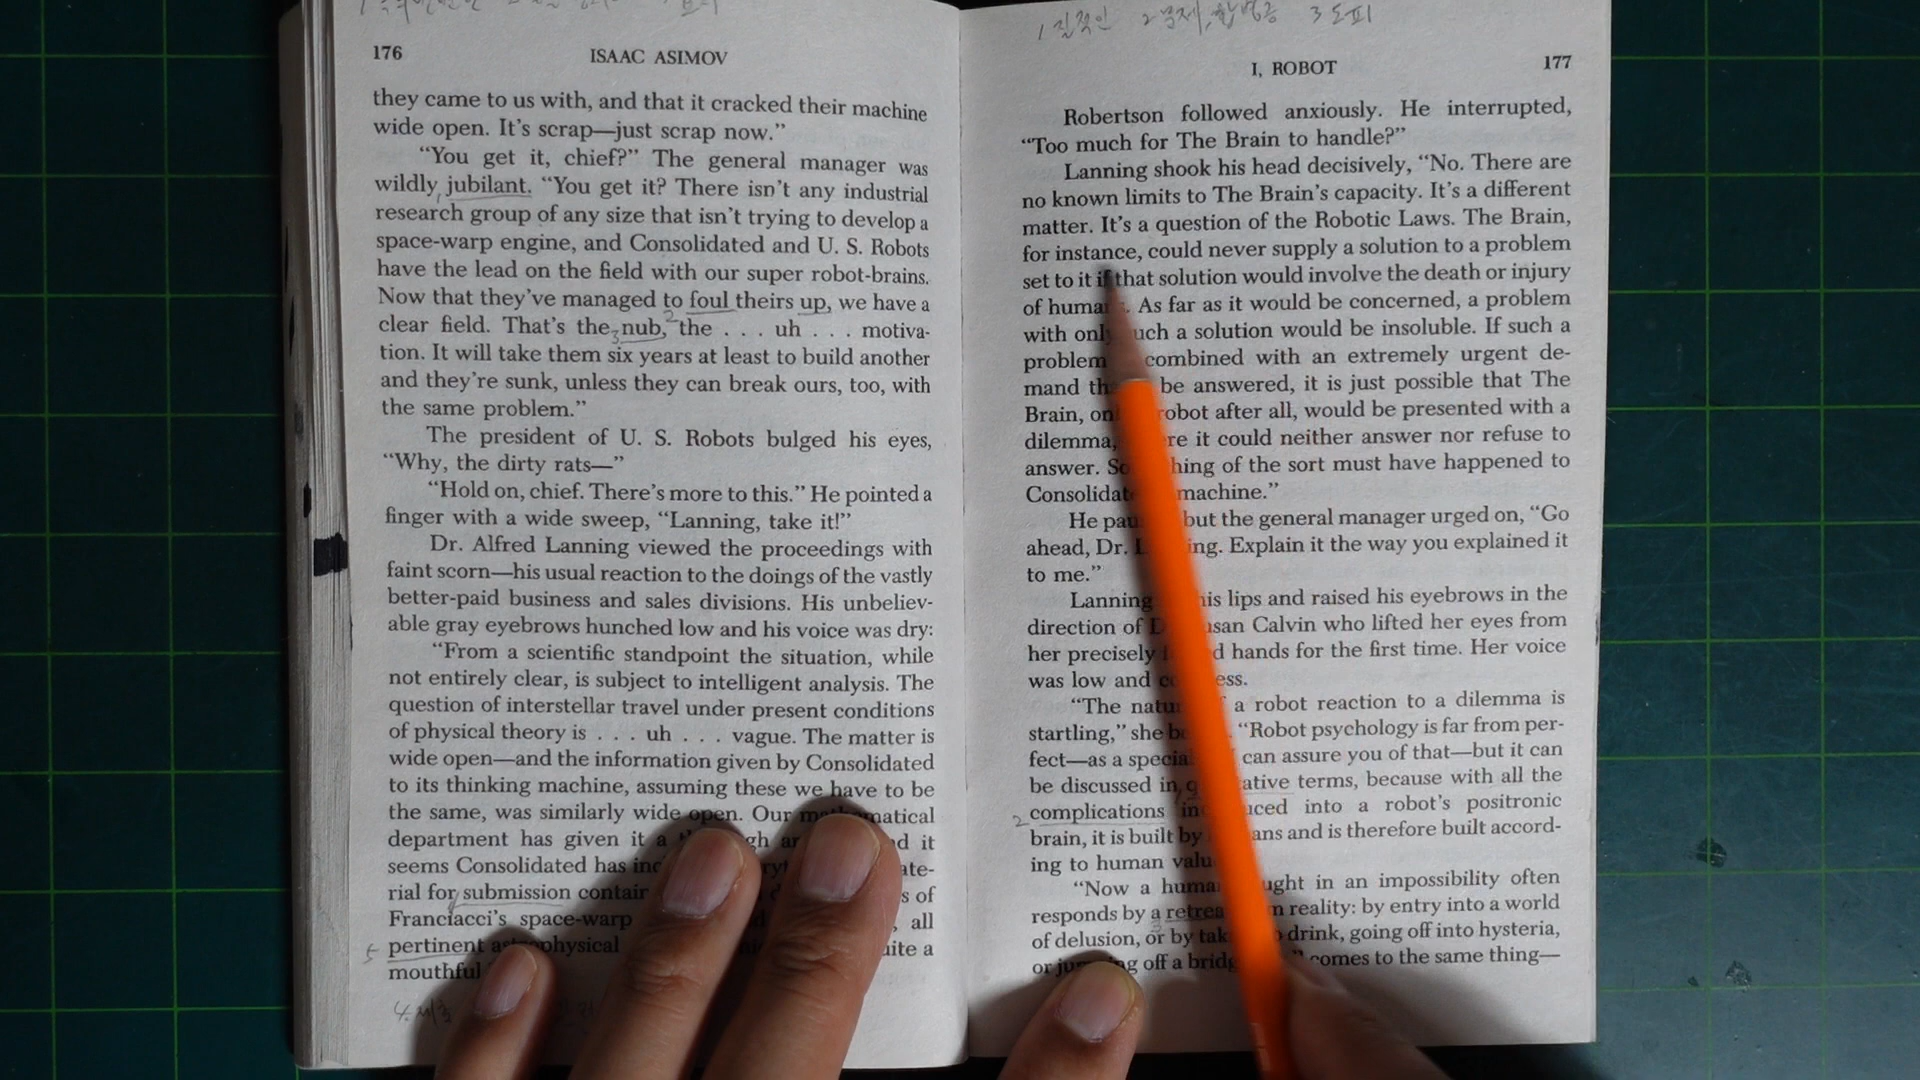 176
ISAAC ASIMOV
they came to us with, and that it cracked their machine
wide open. It's scrap—just scrap now."
"You get it, chief?" The general manager was
wildly jubilant. "You get it? There isn't any industrial
research group of any size that isn't trying to develop a
space-warp engine, and Consolidated and U. S. Robots
have the lead on the field with our super robot-brains.
Now that they've managed to foul theirs up, we have a
clear field. That's the nub, the . . . uh . . . motiva-
tion. It will take them six years at least to build another
and they're sunk, unless they can break ours, too, with
the same problem."
The president of U. S. Robots bulged his eyes,
"Why, the dirty rats—"
"Hold on, chief. There's more to this." He pointed a
finger with a wide sweep, "Lanning, take it!"
Dr. Alfred Lanning viewed the proceedings with
faint scorn—his usual reaction to the doings of the vastly
better-paid business and sales divisions. His unbeliev-
able gray eyebrows hunched low and his voice was dry:
"From a scientific standpoint the situation, while
not entirely clear, is subject to intelligent analysis. The
question of interstellar travel under present conditions
of physical theory is . . . uh . . . vague. The matter is
wide open—and the information given by Consolidated
to its thinking machine, assuming these we have to be
the same, was similarly wide open. Our mathematical
department has given it a
seems Consolidated has
rial for submission
Franciacci's space-warp all
pertinent astrophysical
mouthful
1 질적인 2 문제, 합병증 3 도피
I, ROBOT
177
Robertson followed anxiously. He interrupted,
"Too much for The Brain to handle?"
Lanning shook his head decisively, "No. There are
no known limits to The Brain's capacity. It's a different
matter. It's a question of the Robotic Laws. The Brain,
for instance, could never supply a solution to a problem
set to it if that solution would involve the death or injury
of humans. As far as it would be concerned, a problem
with only such a solution would be insoluble. If such a
problem combined with an extremely urgent de-
mand be answered, it is just possible that The
Brain, robot after all, would be presented with a
dilemma, it could neither answer nor refuse to
answer. of the sort must have happened to
Consolidated machine."
He but the general manager urged on, "Go
ahead, Dr. Explain it the way you explained it
to me."
Lanning his lips and raised his eyebrows in the
direction of Calvin who lifted her eyes from
her precisely hands for the first time. Her voice
was low and
"The a robot reaction to a dilemma is
startling," she "Robot psychology is far from per-
fect—as a can assure you of that—but it can
be discussed in terms, because with all the
2 complications into a robot's positronic
brain, it is built by and is therefore built accord-
ing to human
"Now a human in an impossibility often
responds by a retreat reality: by entry into a world
of delusion, or by drink, going off into hysteria,
or jumping off a bridge. comes to the same thing—